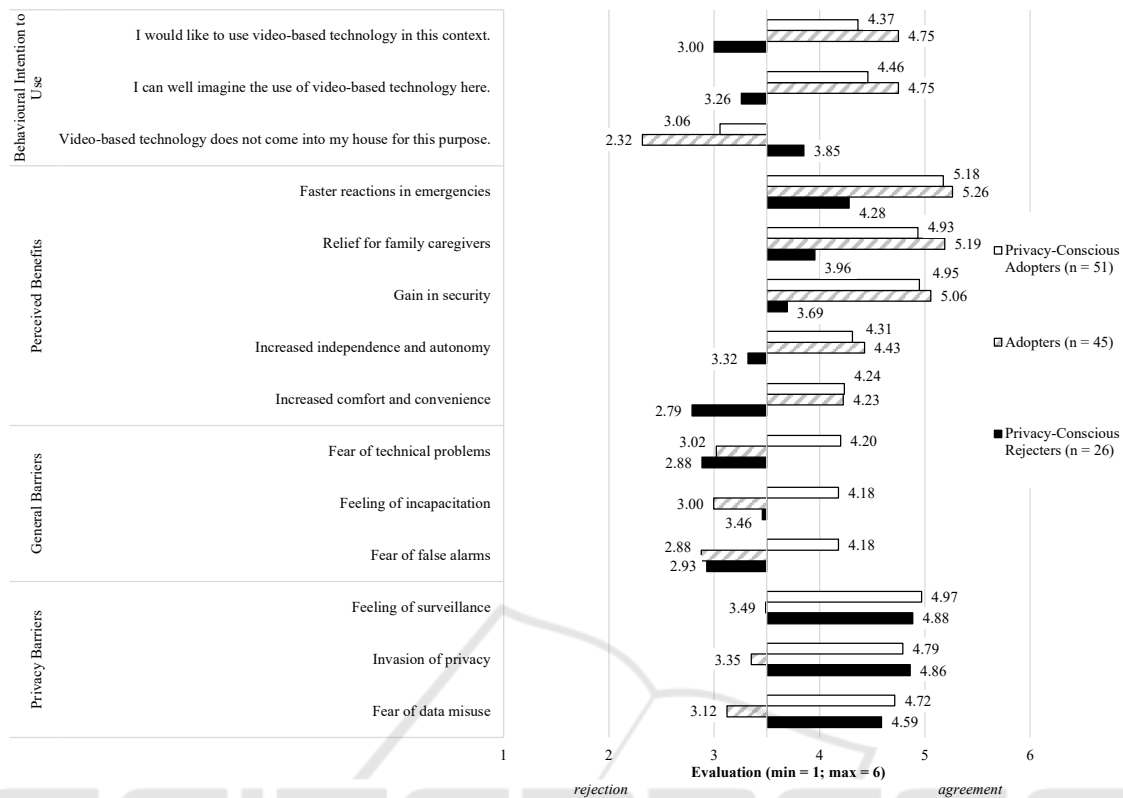 Behavioural Intention to
Use
I would like to use video-based technology in this context.
4.37
4.75
3.00
I can well imagine the use of video-based technology here.
4.46
4.75
3.26
Video-based technology does not come into my house for this purpose.
3.06
2.32
3.85
Perceived Benefits
Faster reactions in emergencies
5.18
5.26
4.28
Relief for family caregivers
4.93
5.19
3.96
Gain in security
4.95
5.06
3.69
Increased independence and autonomy
4.31
4.43
3.32
Increased comfort and convenience
4.24
4.23
2.79
General Barriers
Fear of technical problems
4.20
3.02
2.88
Feeling of incapacitation
4.18
3.00
3.46
Fear of false alarms
4.18
2.88
2.93
Privacy Barriers
Feeling of surveillance
4.97
3.49
4.88
Invasion of privacy
4.79
3.35
4.86
Fear of data misuse
4.72
3.12
4.59
Privacy-Conscious
Adopters (n = 51)
Adopters (n = 45)
Privacy-Conscious
Rejecters (n = 26)
1 2 3 4 5 6
Evaluation (min = 1; max = 6)
rejection agreement